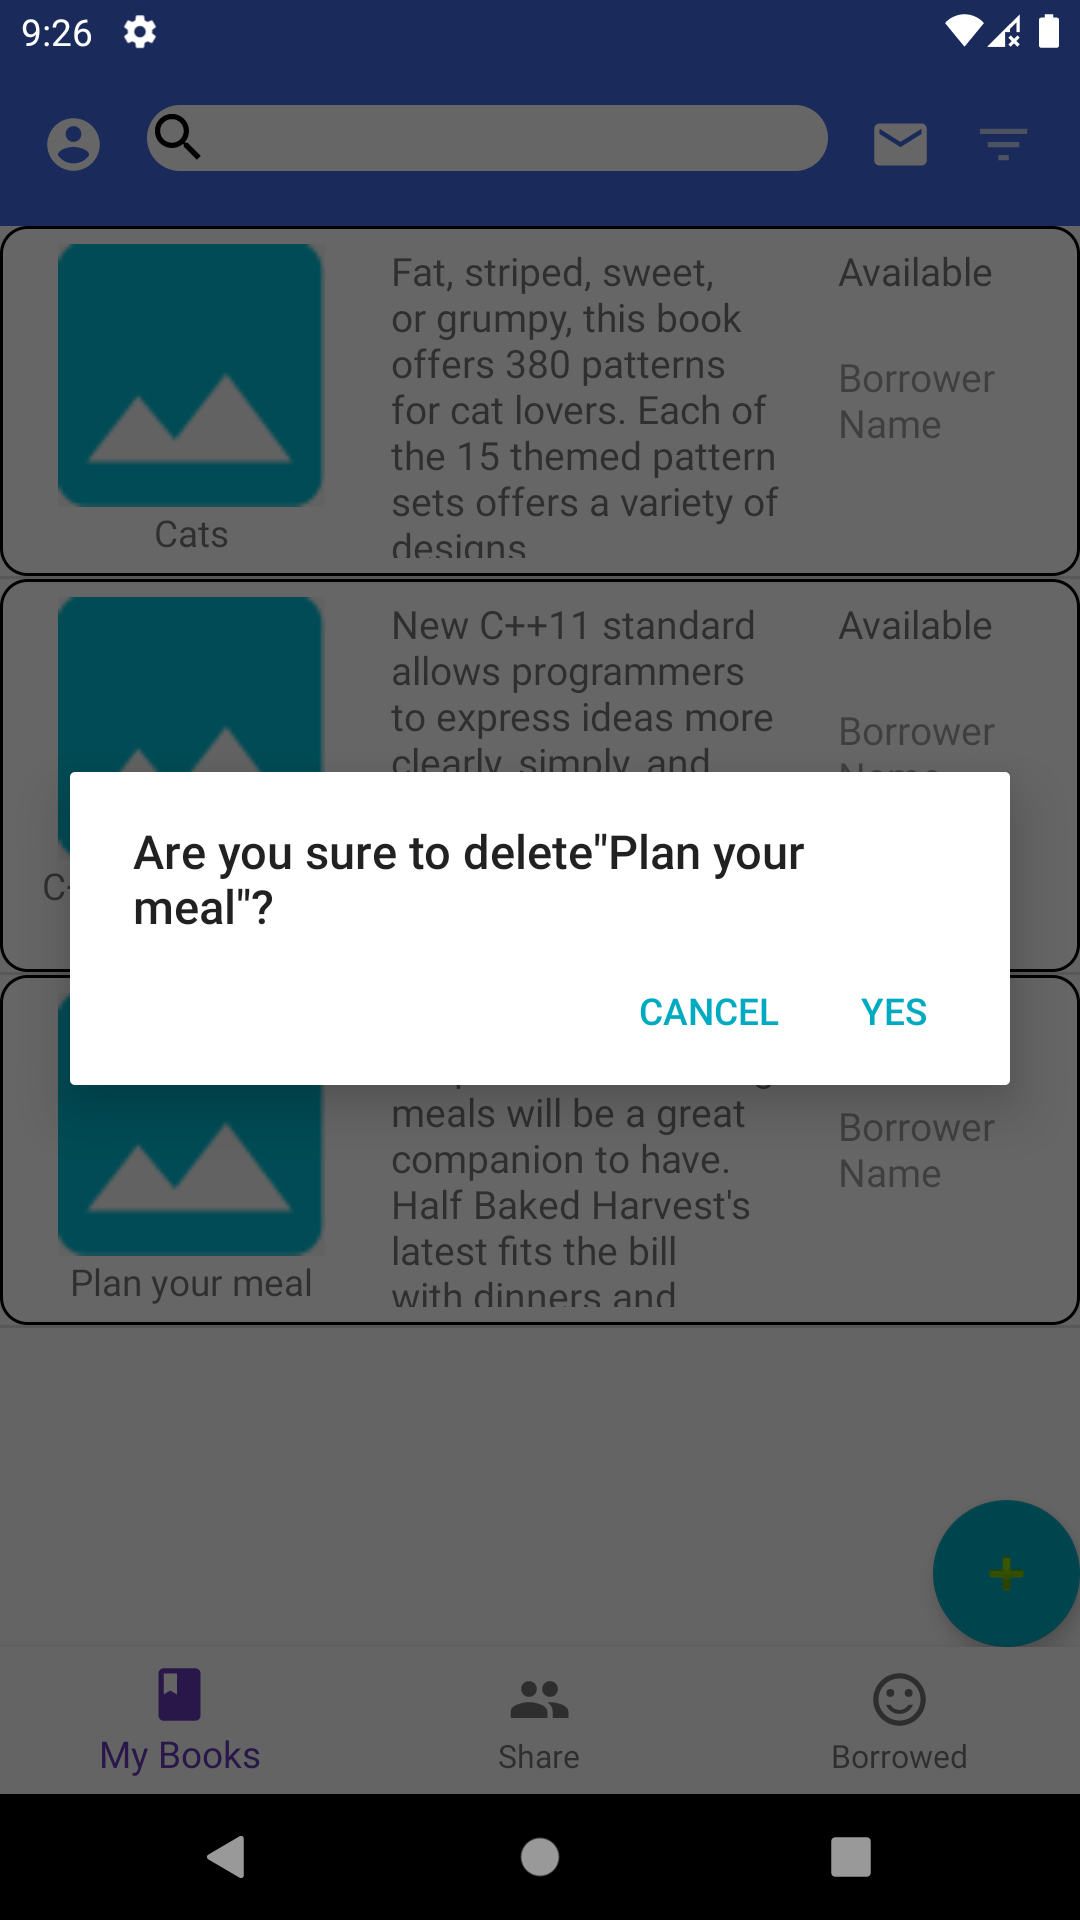 9:26
Fat, striped, sweet,
or grumpy, this book
offers 380 patterns
for cat lovers. Each of
the 15 themed pattern
sets offers a variety of
designs
Available
Borrower
Name
Cats
New C++11 standard
allows programmers
to express ideas more
clearly, simply, and
Available
Borrower
Name
Are you sure to delete"Plan your
meal"?
CANCEL
YES
meals will be a great
companion to have.
Half Baked Harvest's
latest fits the bill
with dinners and
Borrower
Name
Plan your meal
+
My Books
Share
Borrowed